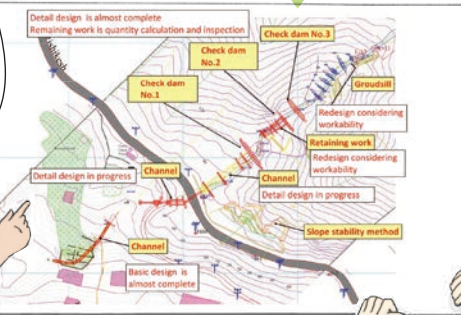 Detail design is almost complete
Remaining work is quantity calculation and inspection
Check dam No.3
Check dam
No.2
Check dam
No.1
Groudsill
Redesign considering
workability
Retaining work
Redesign considering
workability
Channel
Detail design in progress
Channel
Detail design in progress
Slope stability method
Channel
Basic design is
almost complete